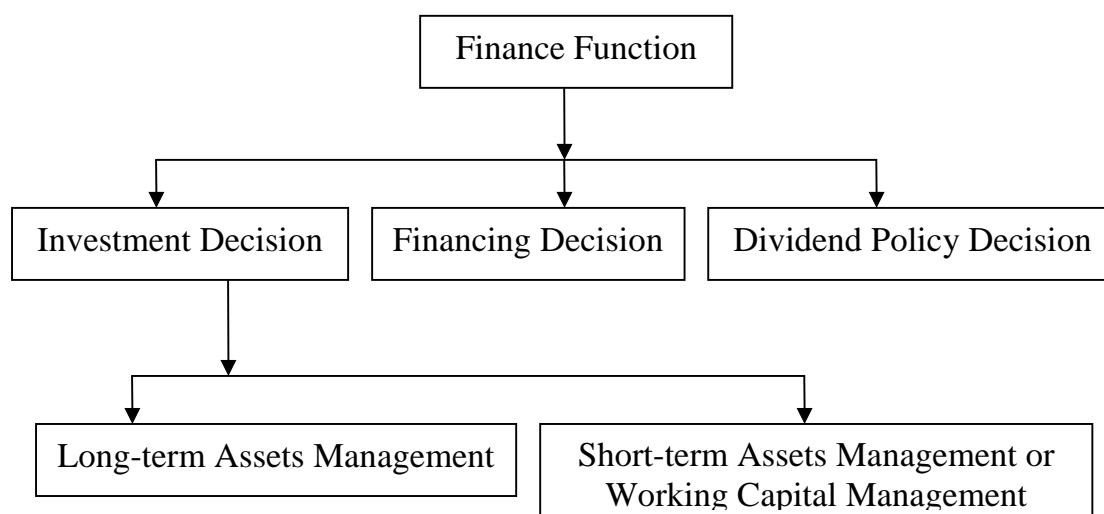 Finance Function
Investment Decision
Financing Decision
Dividend Policy Decision
Long-term Assets Management
Short-term Assets Management or
Working Capital Management